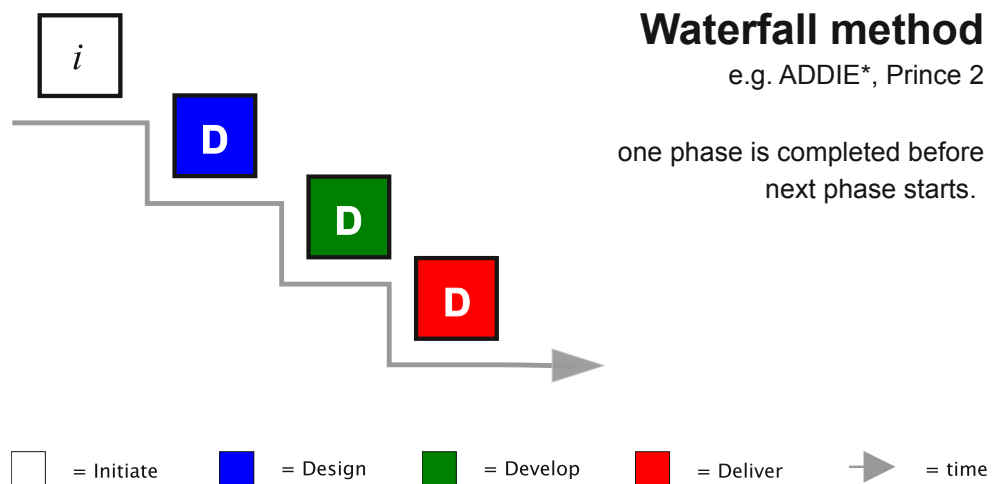 Waterfall method
e.g. ADDIE*, Prince 2
one phase is completed before
next phase starts.
i
D
D
D
= Initiate
= Design
= Develop
= Deliver
= time